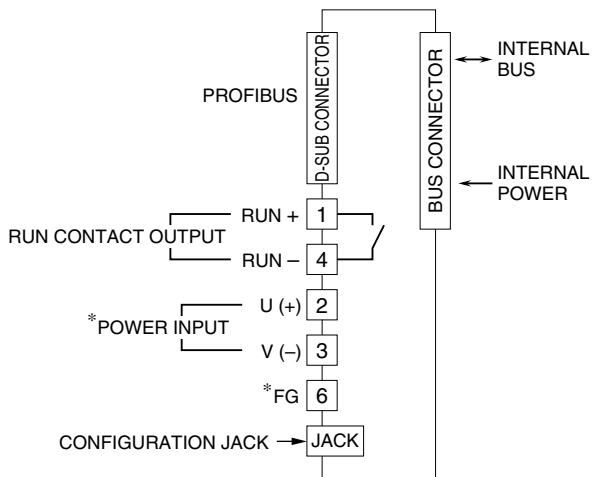 PROFIBUS
D-SUB CONNECTOR
BUS CONNECTOR
INTERNAL
BUS
INTERNAL
POWER
RUN CONTACT OUTPUT
RUN + 1
RUN – 4
*POWER INPUT
U (+) 2
V (–) 3
*FG 6
CONFIGURATION JACK JACK